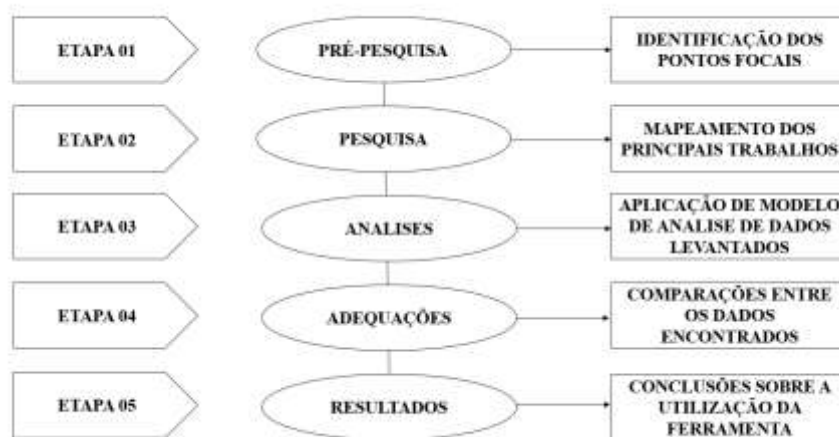 ETAPA 01
PRÉ-PESQUISA
IDENTIFICAÇÃO DOS
PONTOS FOCAIS
ETAPA 02
PESQUISA
MAPEAMENTO DOS
PRINCIPAIS TRABALHOS
ETAPA 03
ANALISES
APLICAÇÃO DE MODELO
DE ANALISE DE DADOS
LEVANTADOS
ETAPA 04
ADEQUAÇÕES
COMPARAÇÕES ENTRE
OS DADOS
ENCONTRADOS
ETAPA 05
RESULTADOS
CONCLUSÕES SOBRE A
UTILIZAÇÃO DA
FERRAMENTA